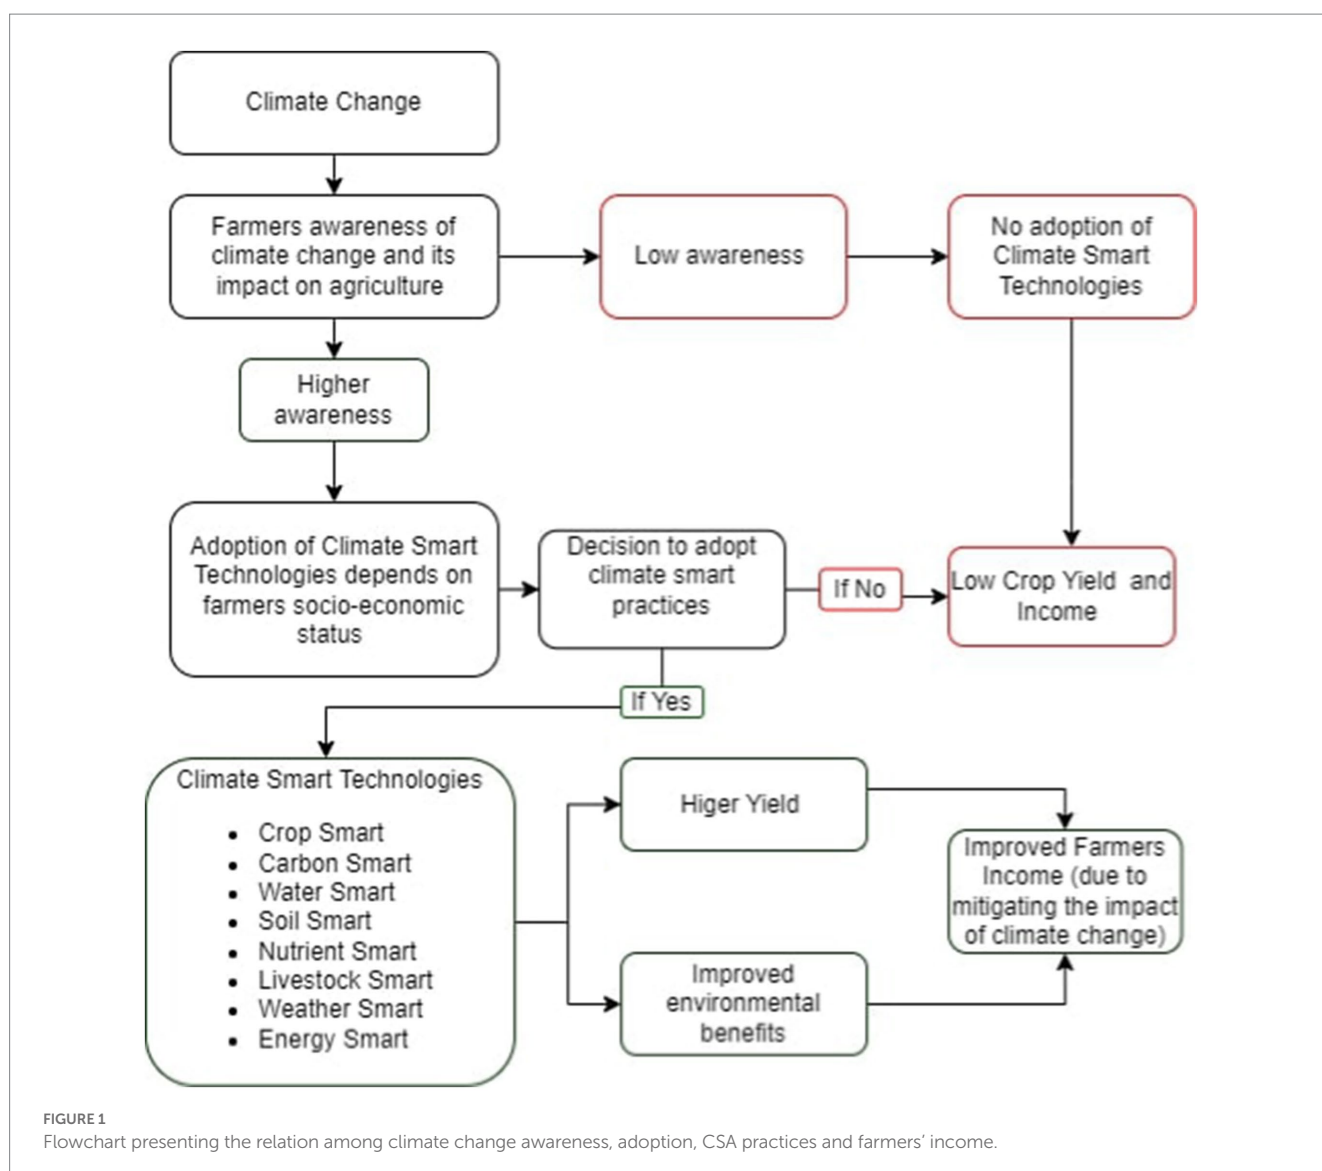 Climate Change
Farmers awareness of
climate change and its
impact on agriculture
Low awareness
No adoption of
Climate Smart
Technologies
Higher
awareness
Adoption of Climate Smart
Technologies depends on
farmers socio-economic
status
Decision to adopt
climate smart
practices
If No
Low Crop Yield and
Income
If Yes
Climate Smart Technologies
• Crop Smart
• Carbon Smart
• Water Smart
• Soil Smart
• Nutrient Smart
• Livestock Smart
• Weather Smart
• Energy Smart
Higer Yield
Improved
environmental
benefits
Improved Farmers
Income (due to
mitigating the impact
of climate change)
FIGURE 1
Flowchart presenting the relation among climate change awareness, adoption, CSA practices and farmers’ income.